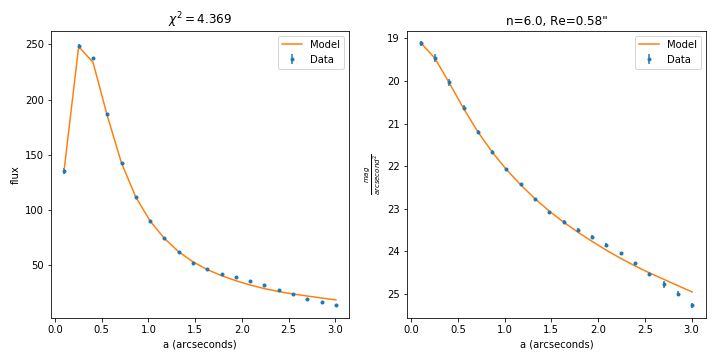 χ² = 4.369
250
200
150
100
50
flux
0.0 0.5 1.0 1.5 2.0 2.5 3.0
a (arcseconds)
Model
Data
n=6.0, Re=0.58"
19
20
21
22
23
24
25
mag
arcsecond²
0.0 0.5 1.0 1.5 2.0 2.5 3.0
a (arcseconds)
Model
Data